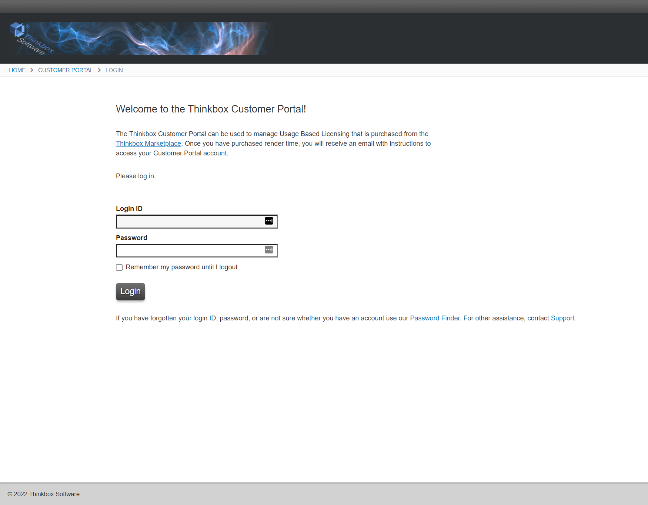 Thinkbox
Software
HOME > CUSTOMER PORTAL > LOGIN
Welcome to the Thinkbox Customer Portal!
The Thinkbox Customer Portal can be used to manage Usage Based Licensing that is purchased from the
Thinkbox Marketplace. Once you have purchased render time, you will receive an email with instructions to
access your Customer Portal account.
Please log in.
Login ID
Password
Remember my password until I logout
Login
If you have forgotten your login ID, password, or are not sure whether you have an account use our Password Finder. For other assistance, contact Support.
© 2022 Thinkbox Software